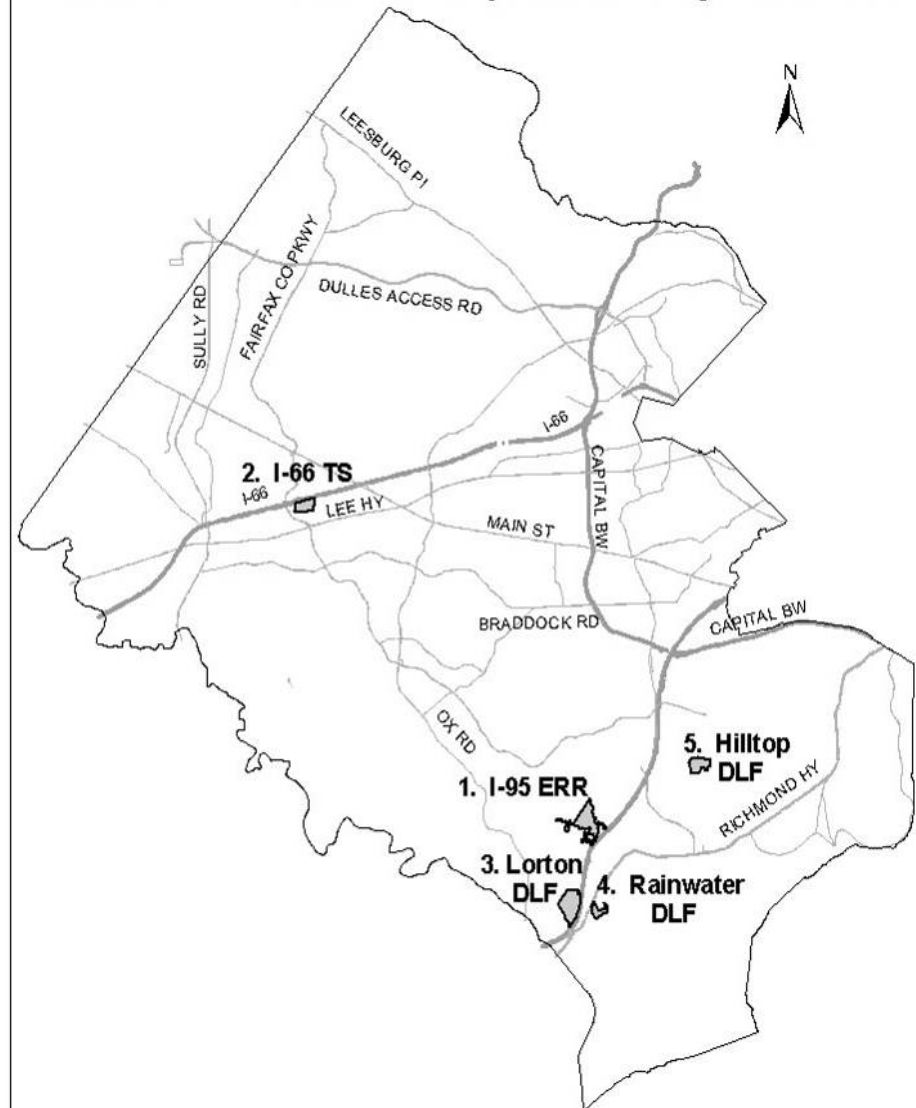 N
LEESBURG PI
FAIRFAX CO PKWY
DULLES ACCESS RD
SULLY RD
I-66
CAPITAL BW
2. I-66 TS
I-66
LEE HY
MAIN ST
BRADDOCK RD
CAPITAL BW
OX RD
5. Hilltop
DLF
1. I-95 ERR
RICHMOND HY
3. Lorton
DLF
4. Rainwater
DLF